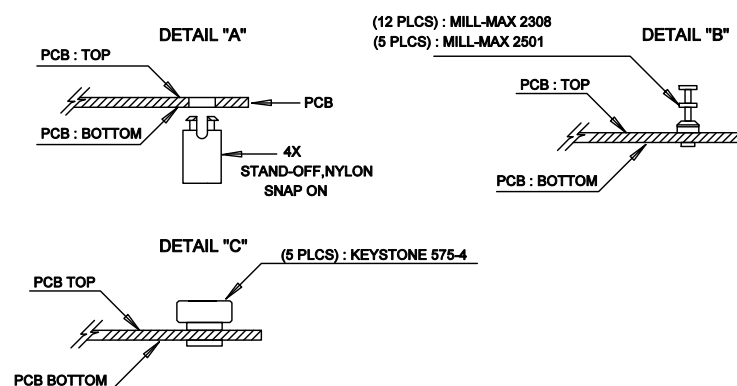 DETAIL "A"
PCB : TOP
PCB
PCB : BOTTOM
4X
STAND-OFF,NYLON
SNAP ON
(12 PLCS) : MILL-MAX 2308
(5 PLCS) : MILL-MAX 2501
DETAIL "B"
PCB : TOP
PCB : BOTTOM
DETAIL "C"
(5 PLCS) : KEYSTONE 575-4
PCB TOP
PCB BOTTOM